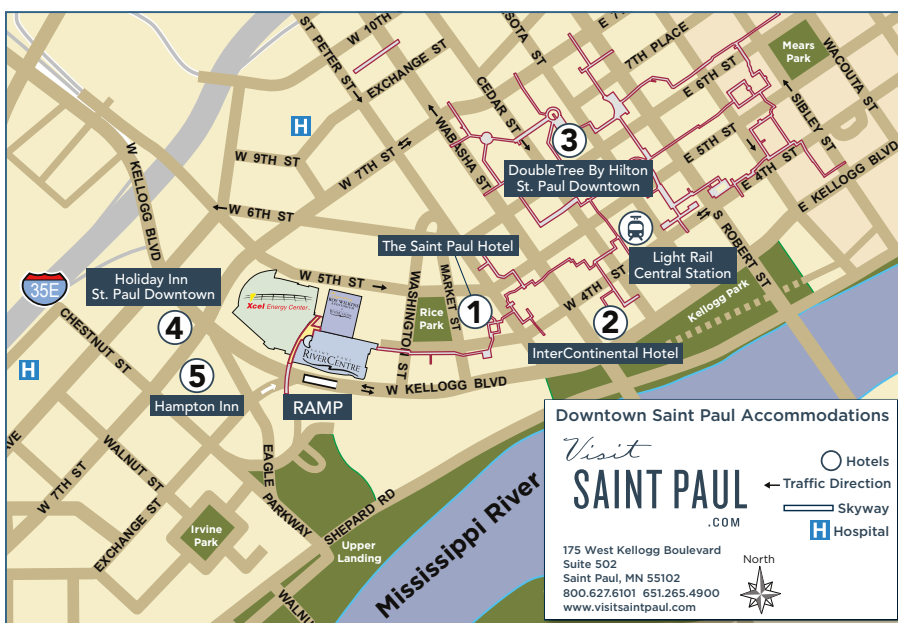 W 10TH
ST PETER ST
EXCHANGE ST
CEDAR ST
7TH PLACE
Mears
Park
WACOUTA ST
E 6TH ST
SIBLEY ST
WABASHA ST
W 7TH ST
W 9TH ST
H
W KELLOGG BLVD
3
DoubleTree By Hilton
St. Paul Downtown
E 5TH ST
E 4TH ST
E KELLOGG BLVD
W 6TH ST
S ROBERT ST
The Saint Paul Hotel
Light Rail
Central Station
35E
Holiday Inn
St. Paul Downtown
4
W 5TH ST
WASHINGTON ST
MARKET ST
Rice
Park
1
W 4TH ST
2
InterContinental Hotel
Kellogg Park
Xcel Energy Center
SAINT PAUL
RIVERCENTRE
CHESTNUT ST
H
5
Hampton Inn
RAMP
W KELLOGG BLVD
WALNUT ST
W 7TH ST
EXCHANGE ST
EAGLE PARKWAY
SHEPARD RD
Irvine
Park
Upper
Landing
Mississippi River
Downtown Saint Paul Accommodations
Visit
SAINT PAUL
.COM
Hotels
Traffic Direction
Skyway
H Hospital
175 West Kellogg Boulevard
Suite 502
Saint Paul, MN 55102
800.627.6101 651.265.4900
www.visitsaintpaul.com
North